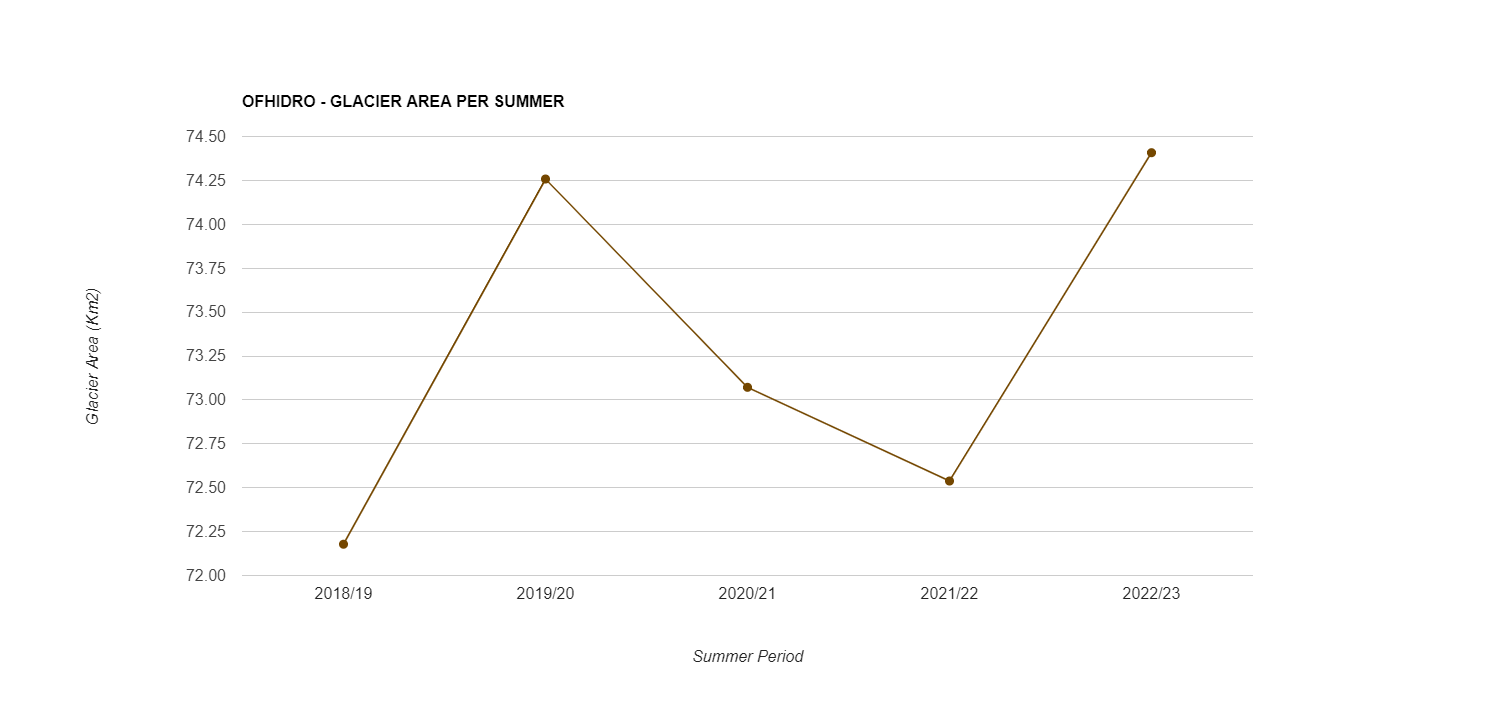 OFHIDRO - GLACIER AREA PER SUMMER
74.50
74.25
74.00
73.75
73.50
73.25
73.00
72.75
72.50
72.25
72.00
Glacier Area (Km2)
2018/19 2019/20 2020/21 2021/22 2022/23
Summer Period